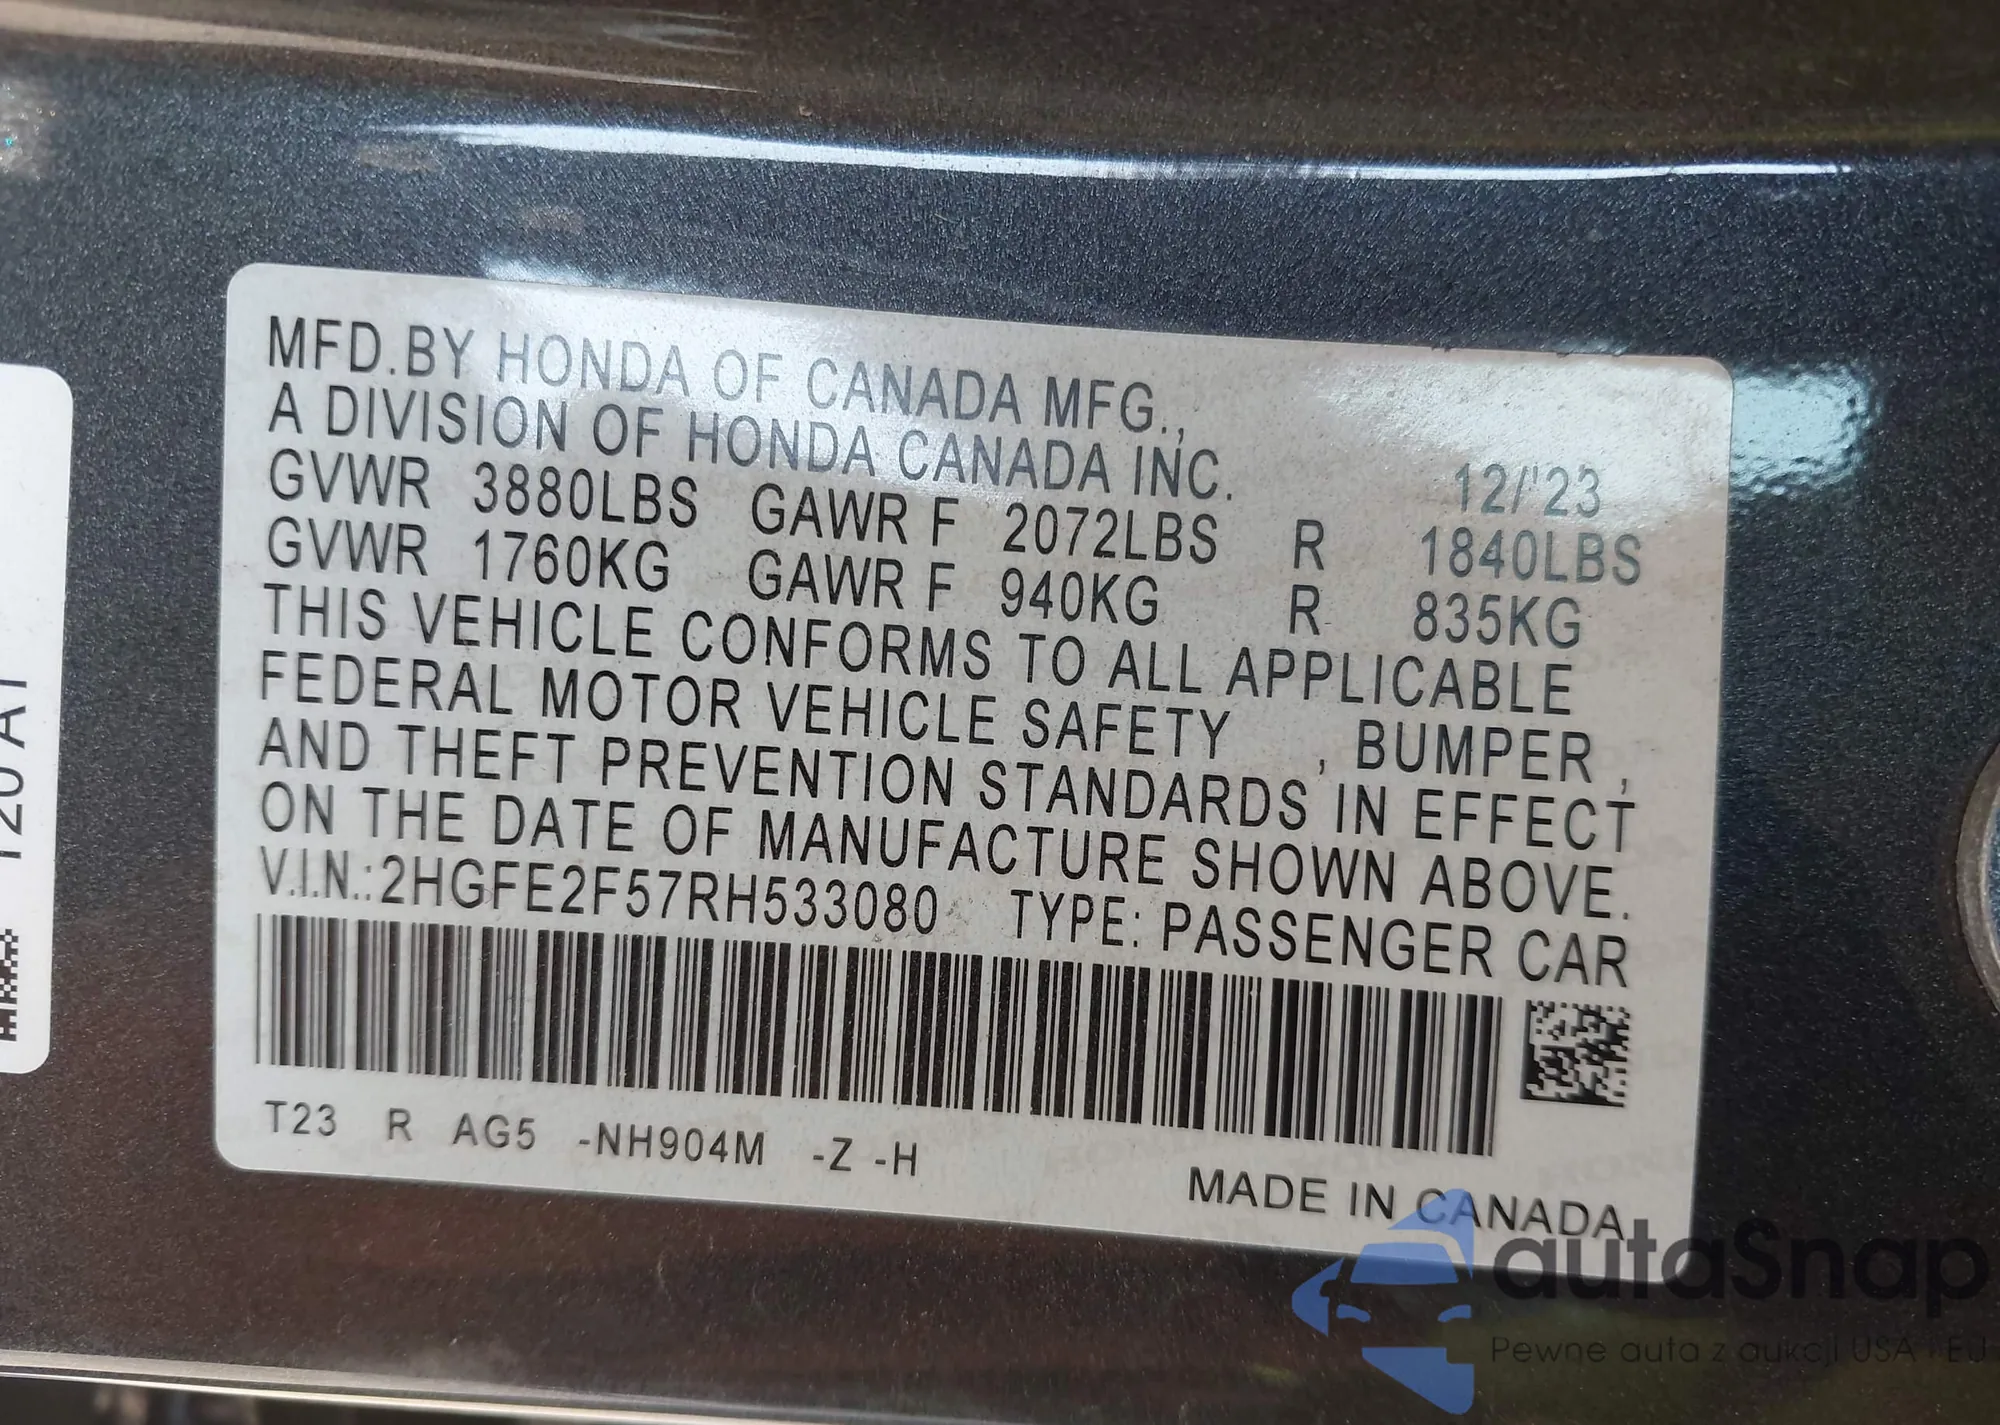 MFD.BY HONDA OF CANADA MFG.,
A DIVISION OF HONDA CANADA INC. 12/'23
GVWR 3880LBS GAWR F 2072LBS R 1840LBS
GVWR 1760KG GAWR F 940KG R 835KG
THIS VEHICLE CONFORMS TO ALL APPLICABLE
FEDERAL MOTOR VEHICLE SAFETY , BUMPER ,
AND THEFT PREVENTION STANDARDS IN EFFECT
ON THE DATE OF MANUFACTURE SHOWN ABOVE.
V.I.N.:2HGFE2F57RH533080 TYPE: PASSENGER CAR
T23 R AG5 -NH904M -Z -H
MADE IN CANADA
120 A1
autaSnap
Pewne auta z aukcji USA i EU